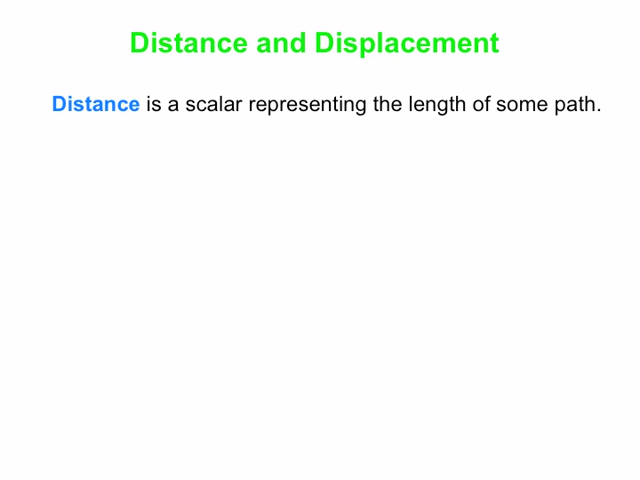 Distance and Displacement
Distance is a scalar representing the length of some path.